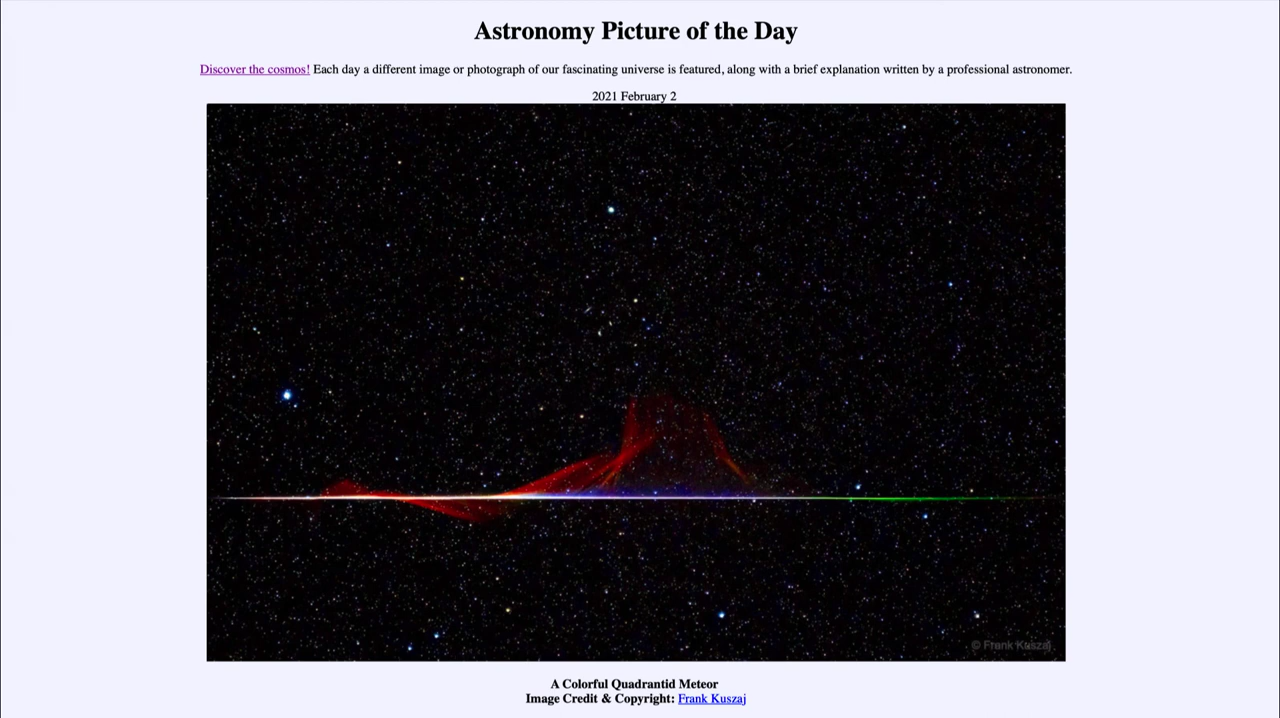 Astronomy Picture of the Day
Discover the cosmos! Each day a different image or photograph of our fascinating universe is featured, along with a brief explanation written by a professional astronomer.
2021 February 2
© Frank Kuszaj
A Colorful Quadrantid Meteor
Image Credit & Copyright: Frank Kuszaj